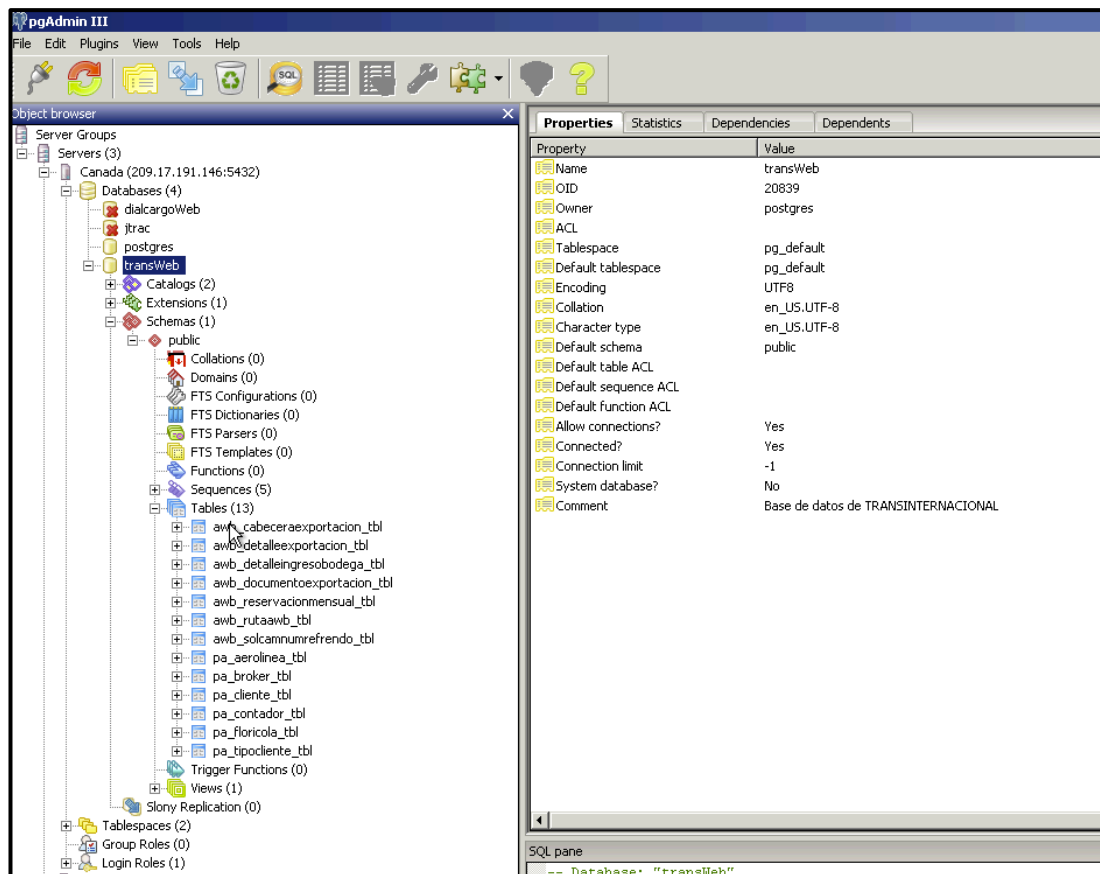 pgAdmin III
File Edit Plugins View Tools Help
SQL
Object browser
Server Groups
Servers (3)
Canada (209.17.191.146:5432)
Databases (4)
dialcargoWeb
jtrac
postgres
transWeb
Catalogs (2)
Extensions (1)
Schemas (1)
public
Collations (0)
Domains (0)
FTS Configurations (0)
FTS Dictionaries (0)
FTS Parsers (0)
FTS Templates (0)
Functions (0)
Sequences (5)
Tables (13)
awb_cabeceraexportacion_tbl
awb_detalleexportacion_tbl
awb_detalleingresobodega_tbl
awb_documentoexportacion_tbl
awb_reservacionmensual_tbl
awb_rutaawb_tbl
awb_solcamnumrefrendo_tbl
pa_aerolinea_tbl
pa_broker_tbl
pa_cliente_tbl
pa_contador_tbl
pa_floricola_tbl
pa_tipocliente_tbl
Trigger Functions (0)
Views (1)
Slony Replication (0)
Tablespaces (2)
Group Roles (0)
Login Roles (1)
Properties Statistics Dependencies Dependents
Property Value
Name transWeb
OID 20839
Owner postgres
ACL
Tablespace pg_default
Default tablespace pg_default
Encoding UTF8
Collation en_US.UTF-8
Character type en_US.UTF-8
Default schema public
Default table ACL
Default sequence ACL
Default function ACL
Allow connections? Yes
Connected? Yes
Connection limit -1
System database? No
Comment Base de datos de TRANSINTERNACIONAL
SQL pane
-- Database: "transWeb"